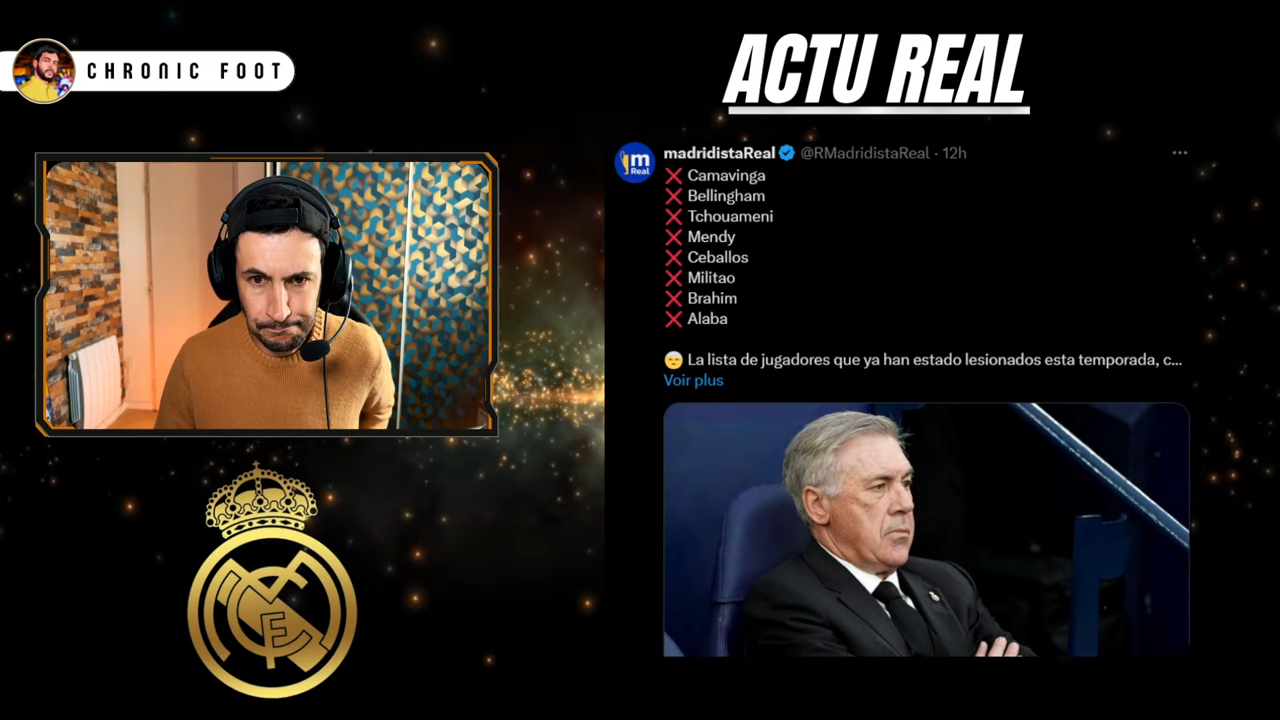 CHRONIC FOOT
ACTU REAL
madridistaReal @RMadridistaReal · 12h
m
Real
❌ Camavinga
❌ Bellingham
❌ Tchouameni
❌ Mendy
❌ Ceballos
❌ Militao
❌ Brahim
❌ Alaba
La lista de jugadores que ya han estado lesionados esta temporada, c...
Voir plus